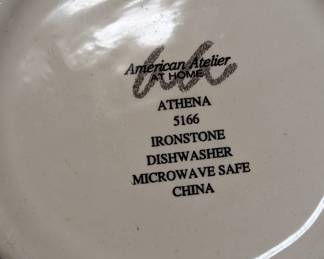 American Atelier
AT HOME
ATHENA
5166
IRONSTONE
DISHWASHER
MICROWAVE SAFE
CHINA